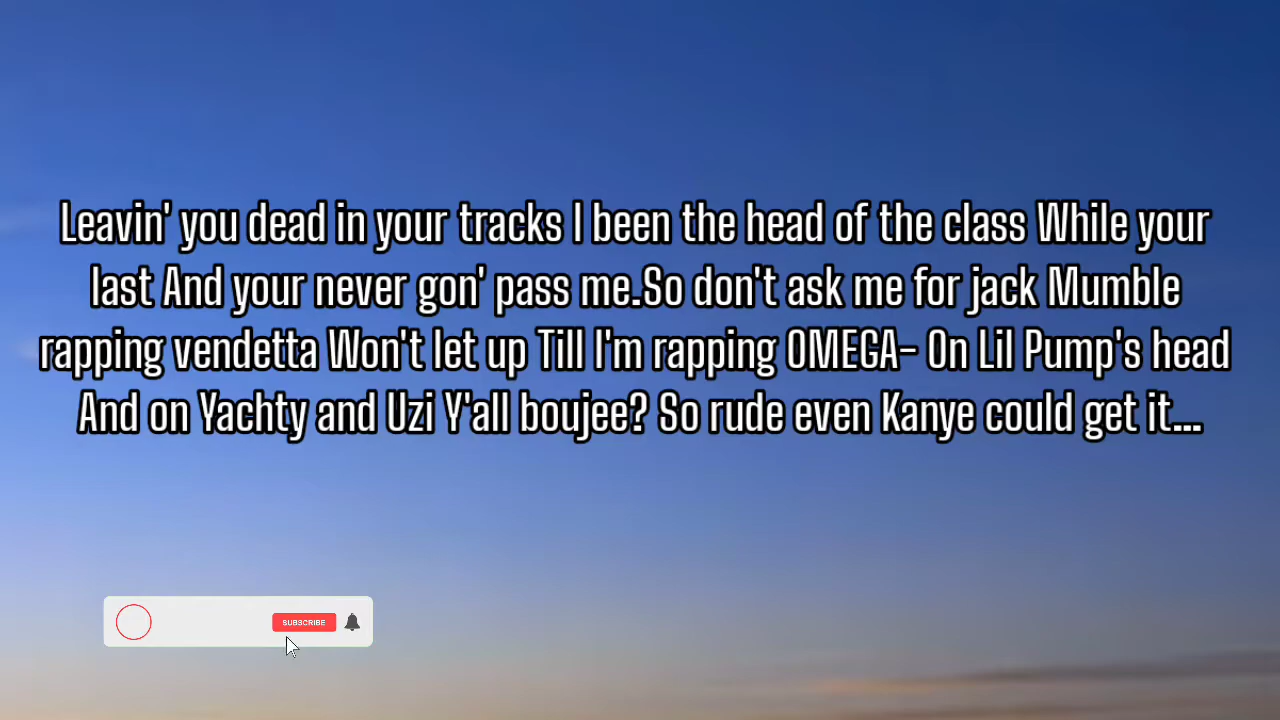 Leavin' you dead in your tracks I been the head of the class While your
last And your never gon' pass me.So don't ask me for jack Mumble
rapping vendetta Won't let up Till I'm rapping OMEGA- On Lil Pump's head
And on Yachty and Uzi Y'all boujee? So rude even Kanye could get it...
SUBSCRIBE